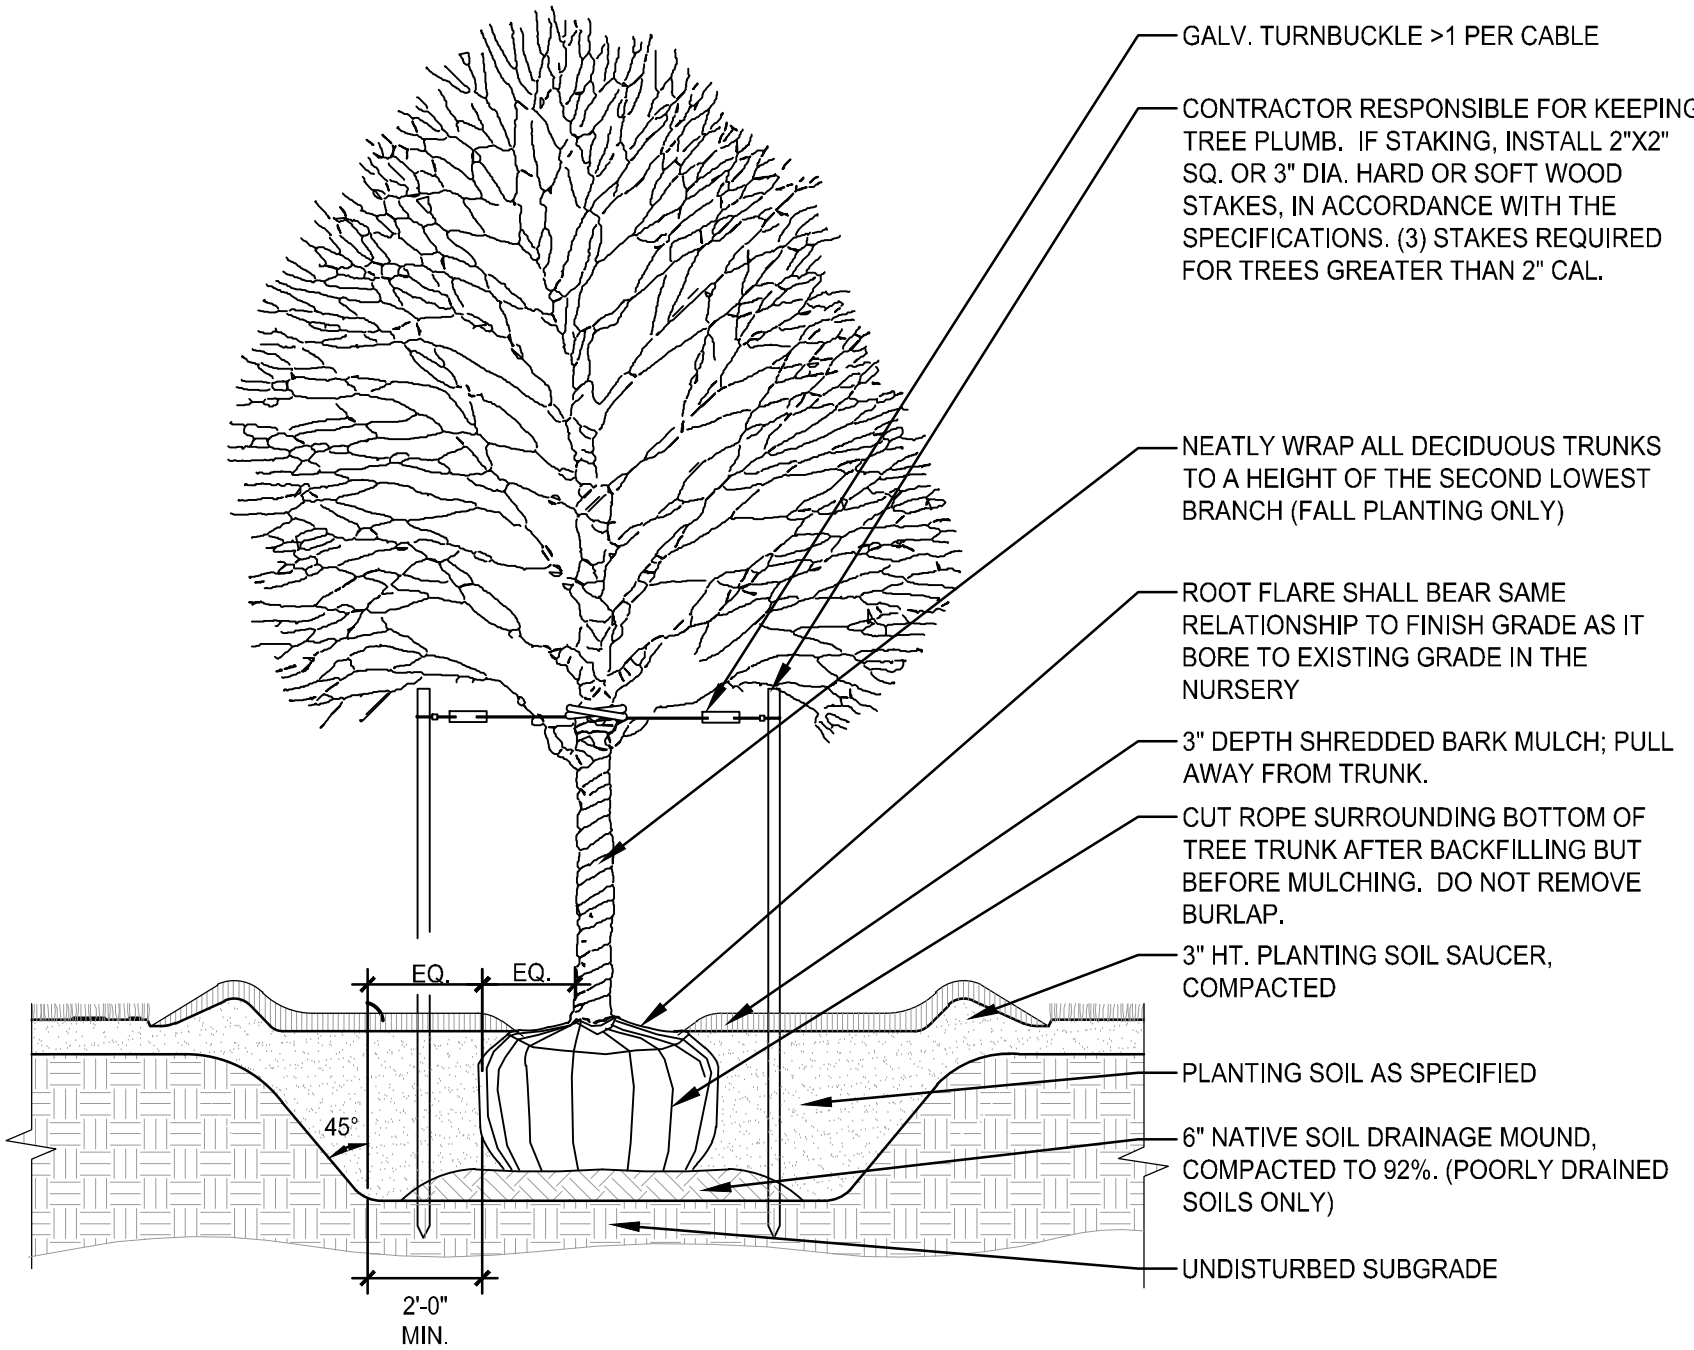 GALV. TURNBUCKLE >1 PER CABLE
CONTRACTOR RESPONSIBLE FOR KEEPING
TREE PLUMB. IF STAKING, INSTALL 2"X2"
SQ. OR 3" DIA. HARD OR SOFT WOOD
STAKES, IN ACCORDANCE WITH THE
SPECIFICATIONS. (3) STAKES REQUIRED
FOR TREES GREATER THAN 2" CAL.
NEATLY WRAP ALL DECIDUOUS TRUNKS
TO A HEIGHT OF THE SECOND LOWEST
BRANCH (FALL PLANTING ONLY)
ROOT FLARE SHALL BEAR SAME
RELATIONSHIP TO FINISH GRADE AS IT
BORE TO EXISTING GRADE IN THE
NURSERY
3" DEPTH SHREDDED BARK MULCH; PULL
AWAY FROM TRUNK.
CUT ROPE SURROUNDING BOTTOM OF
TREE TRUNK AFTER BACKFILLING BUT
BEFORE MULCHING. DO NOT REMOVE
BURLAP.
3" HT. PLANTING SOIL SAUCER,
COMPACTED
EQ. EQ.
PLANTING SOIL AS SPECIFIED
45°
6" NATIVE SOIL DRAINAGE MOUND,
COMPACTED TO 92%. (POORLY DRAINED
SOILS ONLY)
UNDISTURBED SUBGRADE
2'-0"
MIN.